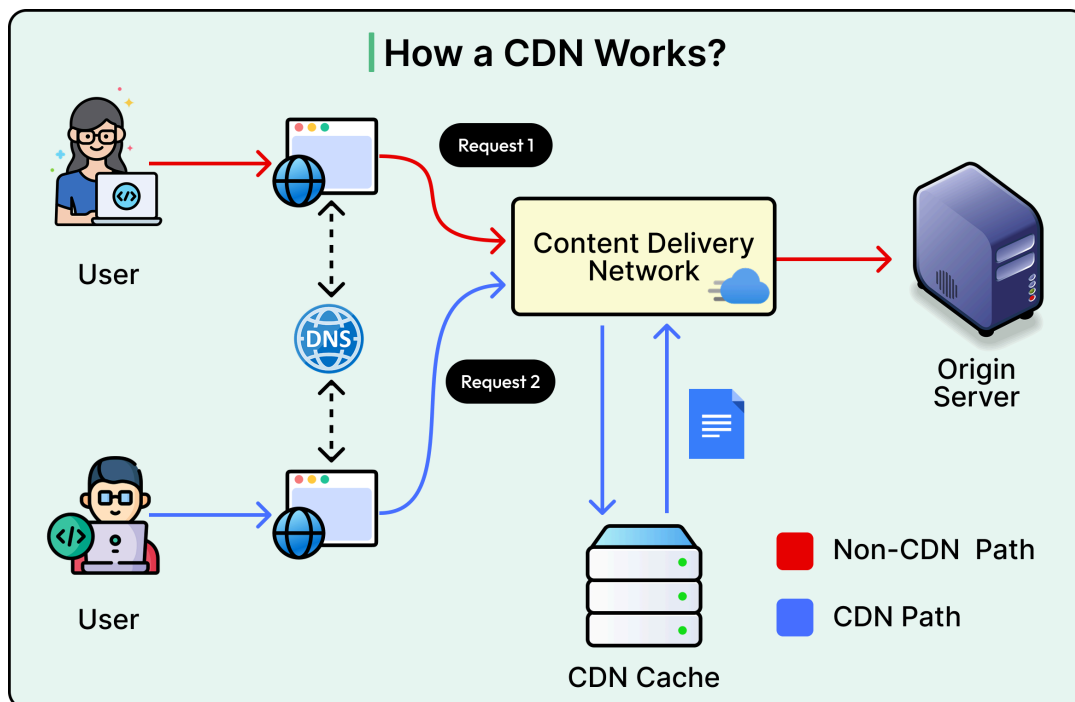 How a CDN Works?
Request 1
Content Delivery
Network
User
DNS
Request 2
Origin
Server
</>
</>
Non-CDN Path
User
CDN Path
CDN Cache